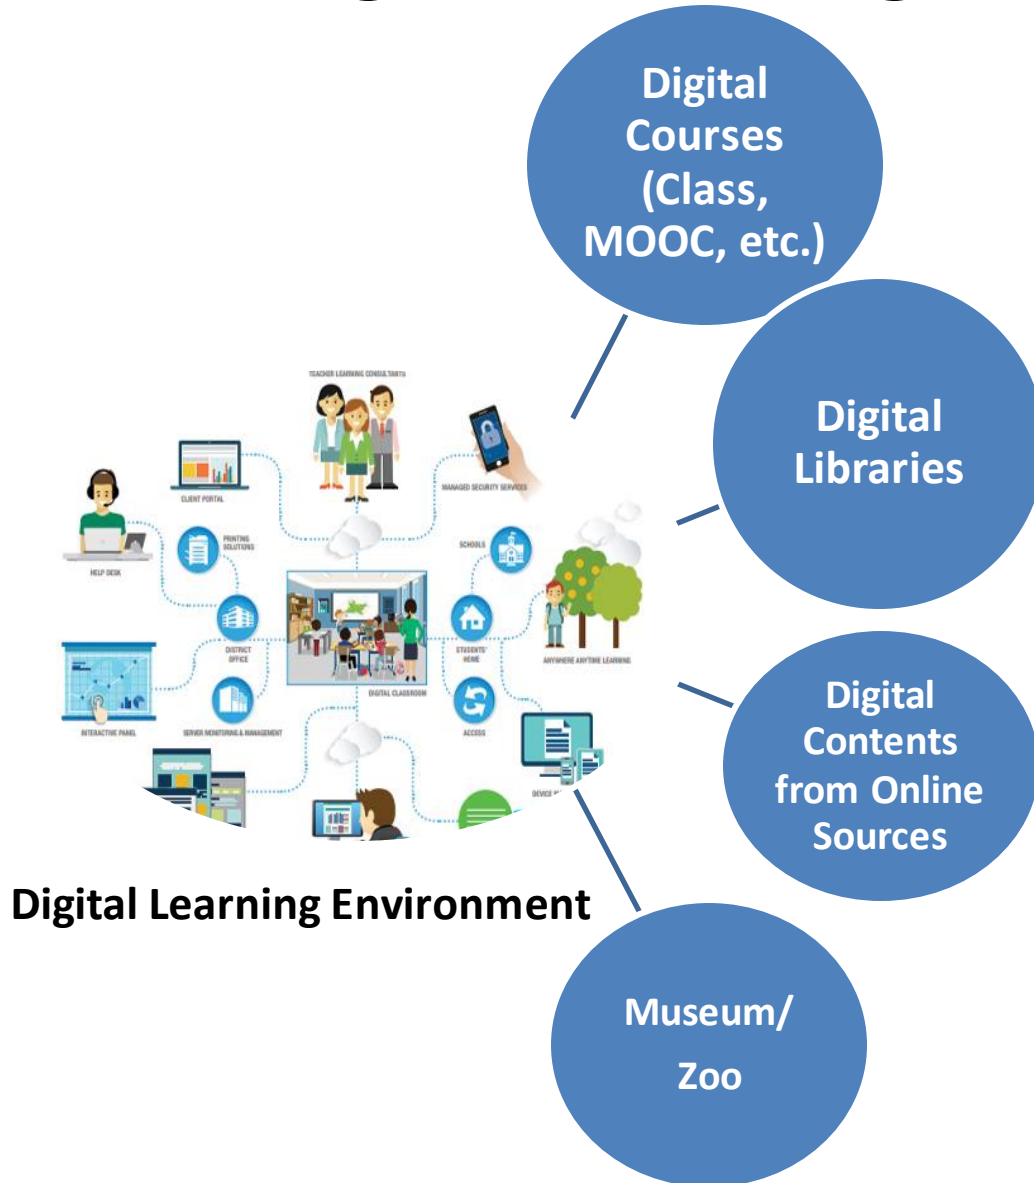 Digital
Courses
(Class,
MOOC, etc.)
Digital
Libraries
Digital
Contents
from Online
Sources
Museum/
Zoo
TEACHER LEARNING CONSULTANTS
CLIENT PORTAL
MANAGED SECURITY SERVICES
PRINTING
SOLUTIONS
SCHOOLS
HELP DESK
DISTRICT
OFFICE
STUDENTS'
HOME
ANYWHERE ANYTIME LEARNING
DIGITAL CLASSROOM
INTERACTIVE PANEL
SERVER MONITORING & MANAGEMENT
ACCESS
DEVICE
Digital Learning Environment